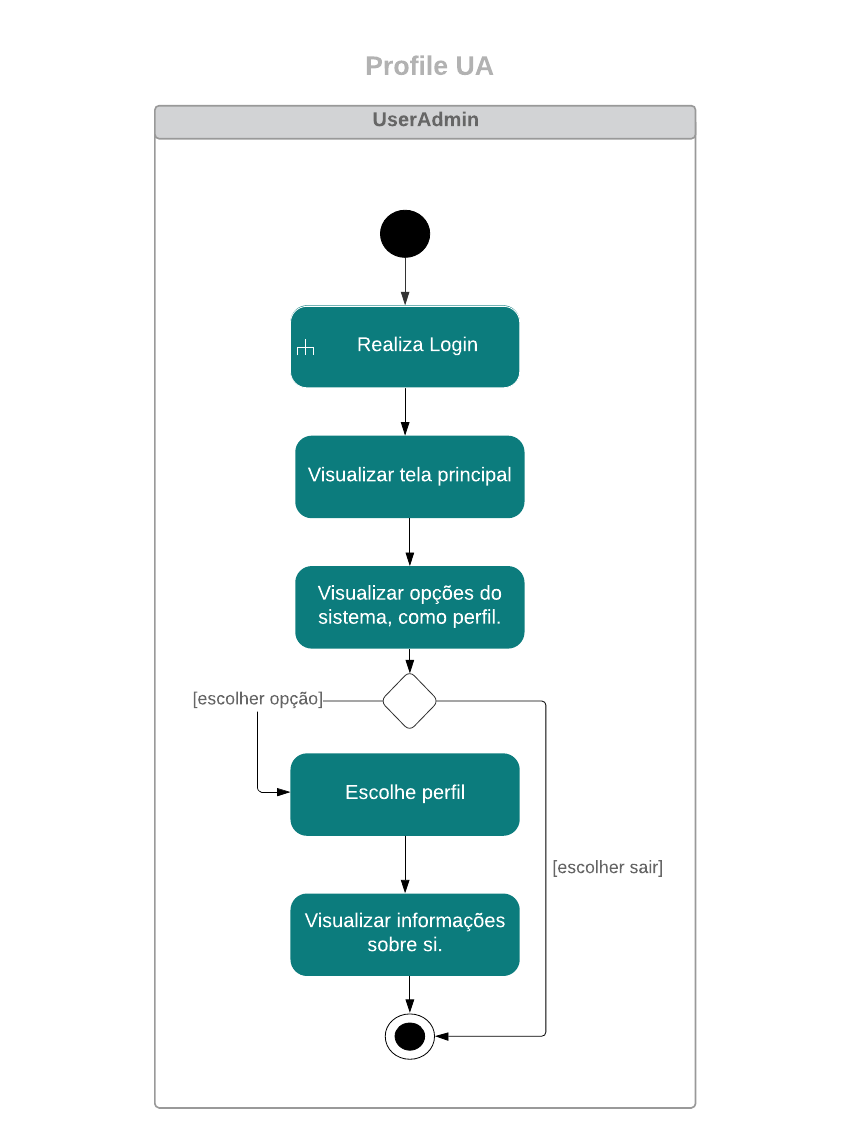 Profile UA
UserAdmin
Realiza Login
Visualizar tela principal
Visualizar opções do
sistema, como perfil.
[escolher opção]
Escolhe perfil
[escolher sair]
Visualizar informações
sobre si.